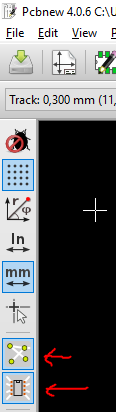 Pcbnew 4.0.6 C:\U
File Edit View
Track: 0,300 mm (11,
r φ
In
mm